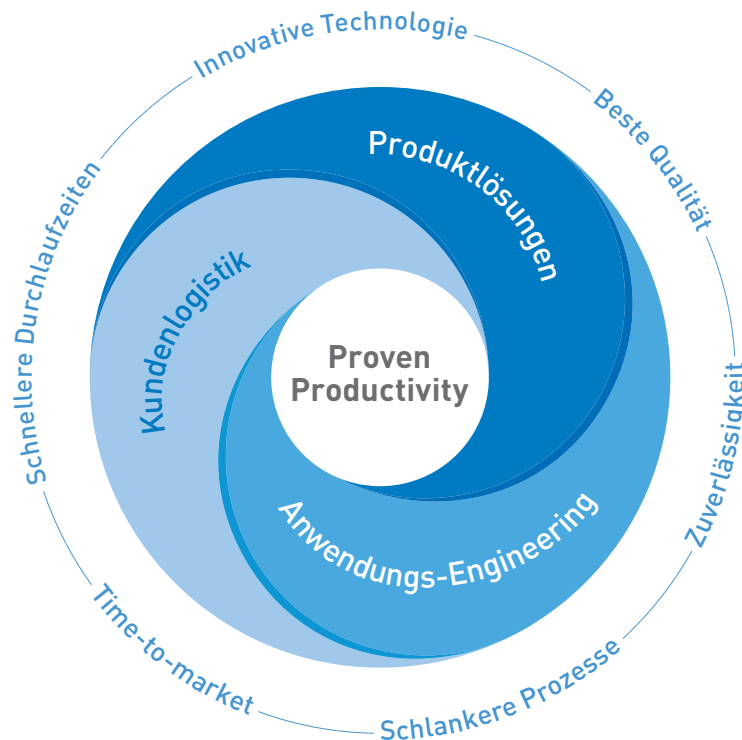 Innovative Technologie
Beste Qualität
Zuverlässigkeit
Schlankere Prozesse
Time-to-market
Schnellere Durchlaufzeiten
Produktlösungen
Anwendungs-Engineering
Kundenlogistik
Proven
Productivity